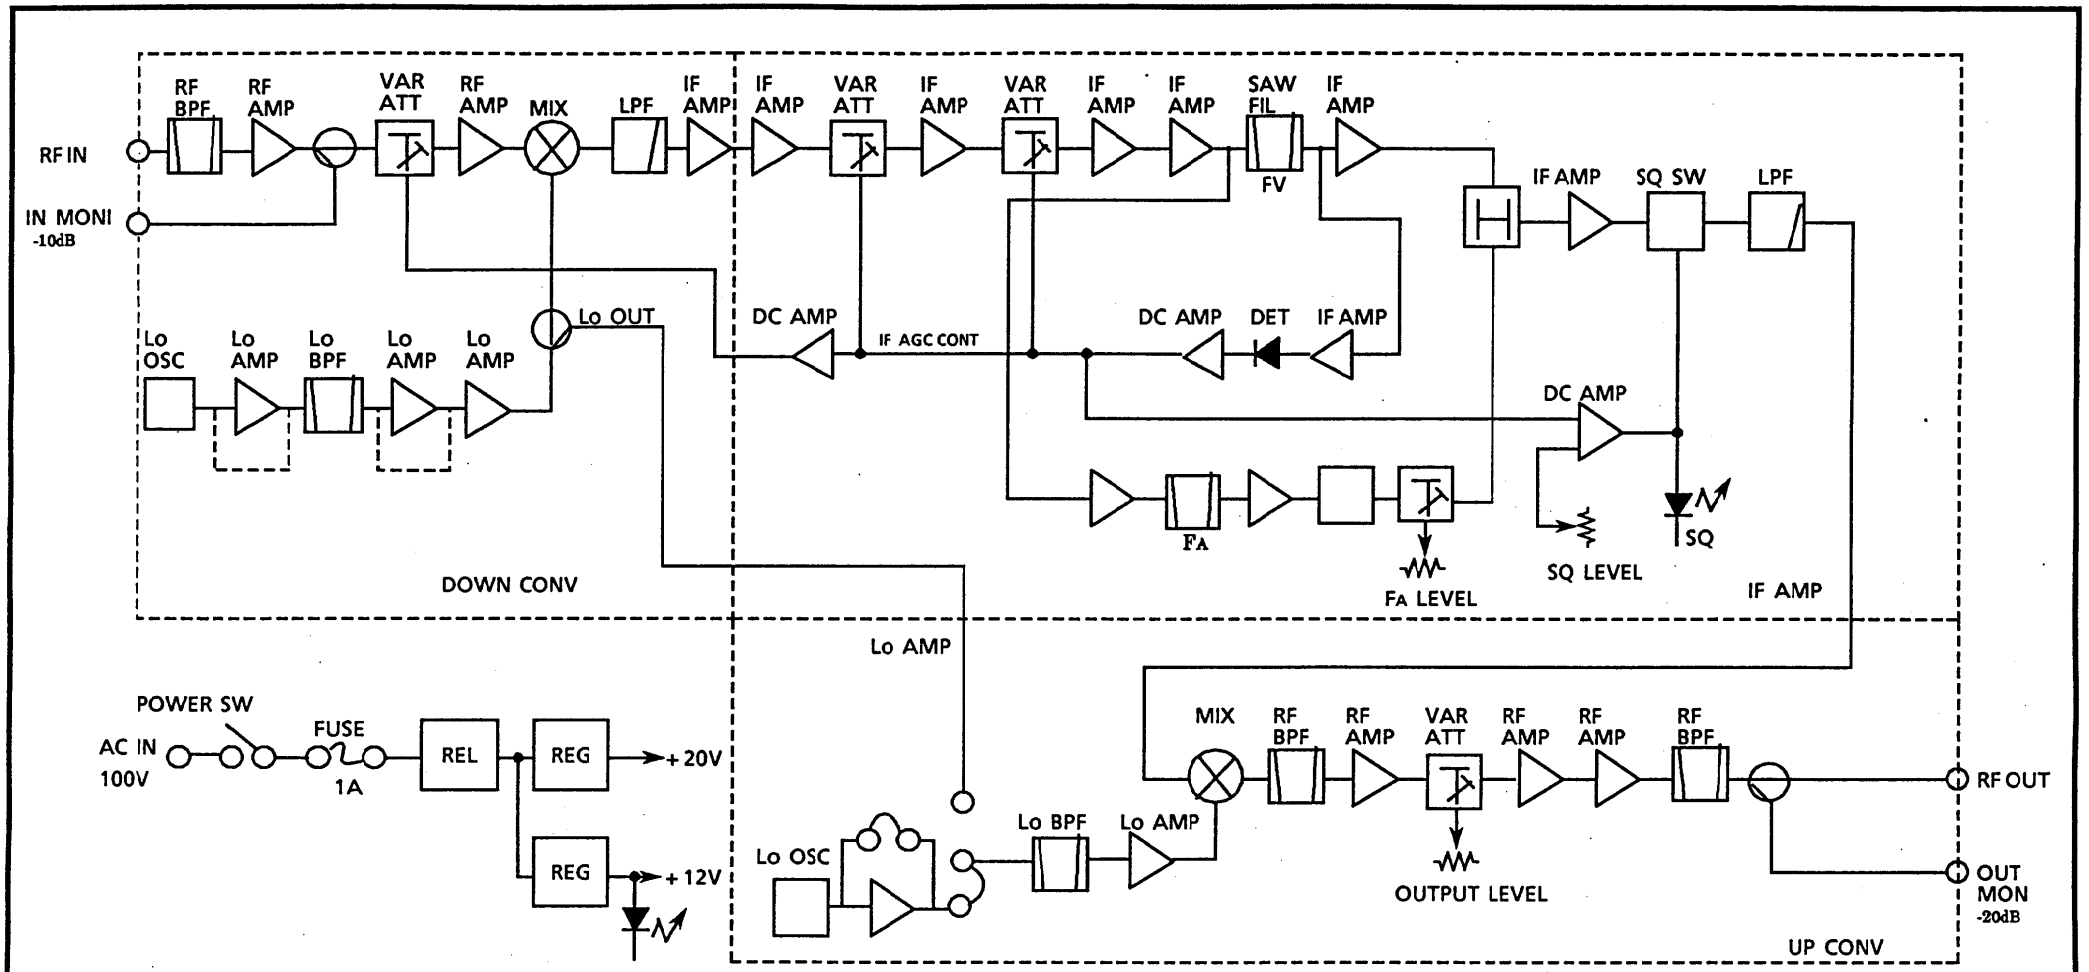 RF BPF
RF AMP
VAR ATT
RF AMP
MIX
LPF
IF AMP
IF AMP
VAR ATT
IF AMP
VAR ATT
IF AMP
IF AMP
SAW FIL
IF AMP
RF IN
FV
IF AMP
SQ SW
LPF
IN MONI
-10dB
Lo OUT
DC AMP
IF AGC CONT
DC AMP
DET
IF AMP
Lo OSC
Lo AMP
Lo BPF
Lo AMP
Lo AMP
DC AMP
FA
SQ
SQ LEVEL
FA LEVEL
DOWN CONV
IF AMP
Lo AMP
POWER SW
FUSE
AC IN
100V
1A
REL
REG
+20V
REG
+12V
MIX
RF BPF
RF AMP
VAR ATT
RF AMP
RF AMP
RF BPF
RF OUT
Lo OSC
Lo BPF
Lo AMP
OUTPUT LEVEL
OUT
MON
-20dB
UP CONV